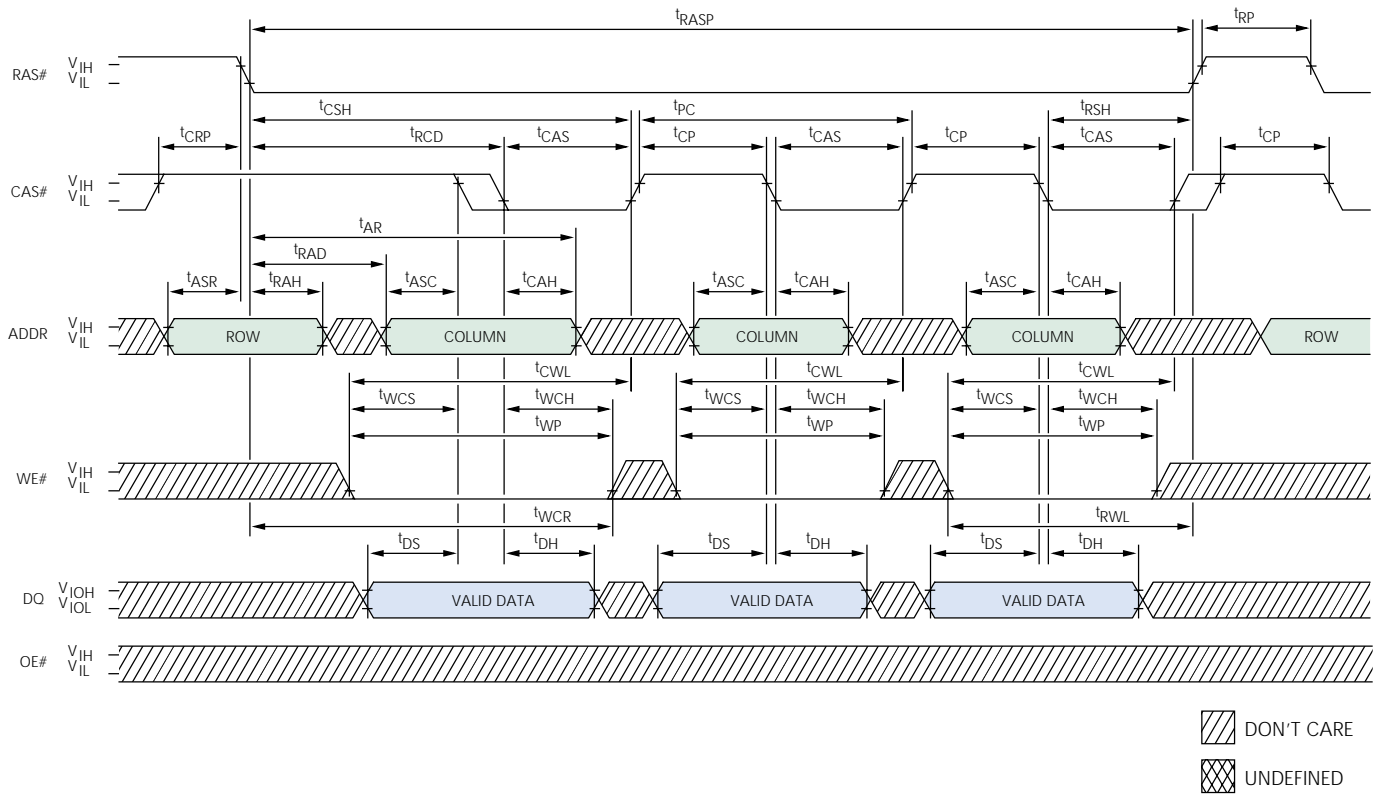 tRASP
tRP
RAS# VIH
VIL
tCSH
tPC
tRSH
tCRP
tRCD
tCAS
tCP
tCAS
tCP
tCAS
tCP
CAS# VIH
VIL
tAR
tRAD
tASR
tRAH
tASC
tCAH
tASC
tCAH
tASC
tCAH
ADDR VIH
VIL
ROW
COLUMN
COLUMN
COLUMN
ROW
tCWL
tCWL
tCWL
tWCS
tWCH
tWCS
tWCH
tWCS
tWCH
tWP
tWP
tWP
WE# VIH
VIL
tWCR
tRWL
tDS
tDH
tDS
tDH
tDS
tDH
DQ VIOH
VIOL
VALID DATA
VALID DATA
VALID DATA
OE# VIH
VIL
DON'T CARE
UNDEFINED